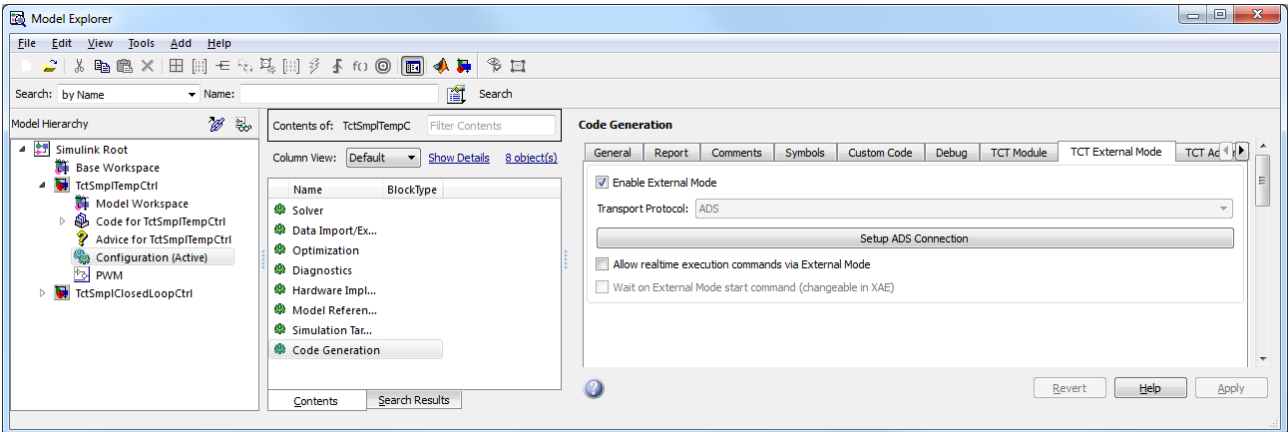 Model Explorer
File Edit View Tools Add Help
Search: by Name Name: Search
Model Hierarchy
Simulink Root
Base Workspace
TctSmplTempCtrl
Model Workspace
Code for TctSmplTempCtrl
Advice for TctSmplTempCtrl
Configuration (Active)
PWM
TctSmplClosedLoopCtrl
Contents of: TctSmplTempC Filter Contents
Column View: Default Show Details 8 object(s)
Name BlockType
Solver
Data Import/Ex...
Optimization
Diagnostics
Hardware Impl...
Model Referen...
Simulation Tar...
Code Generation
Contents Search Results
Code Generation
General Report Comments Symbols Custom Code Debug TCT Module TCT External Mode
Enable External Mode
Transport Protocol: ADS
Setup ADS Connection
Allow realtime execution commands via External Mode
Wait on External Mode start command (changeable in XAE)
Revert Help Apply